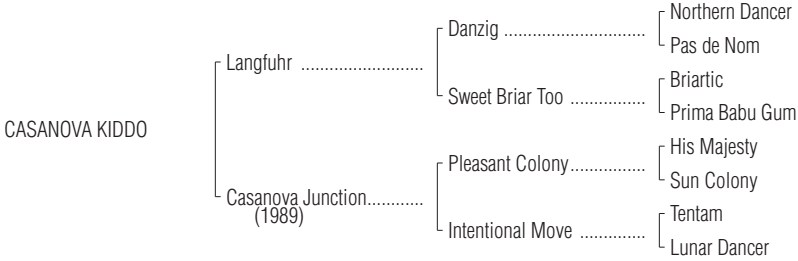 Northern Dancer
Danzig ..............................
Pas de Nom
Langfuhr ..........................
Briartic
Sweet Briar Too ................
Prima Babu Gum
CASANOVA KIDDO
His Majesty
Pleasant Colony................
Sun Colony
Casanova Junction............
(1989)
Tentam
Intentional Move ..............
Lunar Dancer